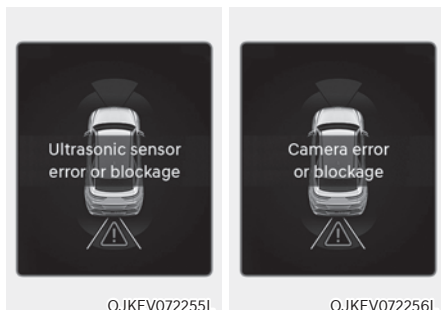 Ultrasonic sensor
error or blockage
Camera error
or blockage
OJKEV072255L
OJKEV072256L